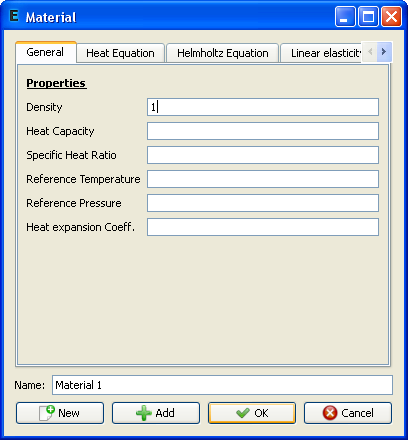 E Material
General Heat Equation Helmholtz Equation Linear elasticity
Properties
Density 1
Heat Capacity
Specific Heat Ratio
Reference Temperature
Reference Pressure
Heat expansion Coeff.
Name: Material 1
New Add OK Cancel